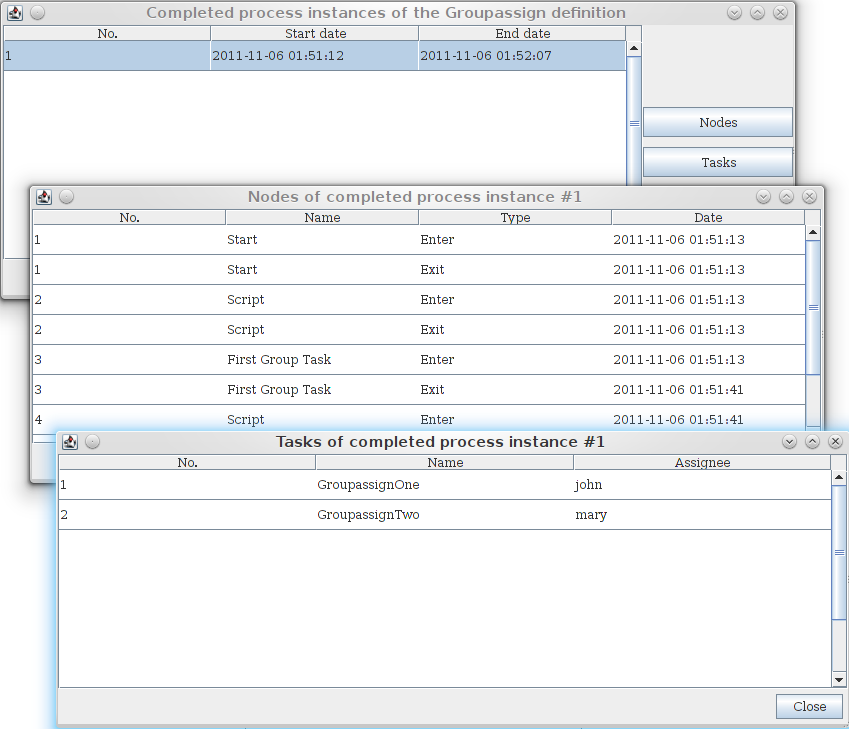 Completed process instances of the Groupassign definition
No. Start date End date
1 2011-11-06 01:51:12 2011-11-06 01:52:07
Nodes
Tasks
Nodes of completed process instance #1
No. Name Type Date
1 Start Enter 2011-11-06 01:51:13
1 Start Exit 2011-11-06 01:51:13
2 Script Enter 2011-11-06 01:51:13
2 Script Exit 2011-11-06 01:51:13
3 First Group Task Enter 2011-11-06 01:51:13
3 First Group Task Exit 2011-11-06 01:51:41
4 Script Enter 2011-11-06 01:51:41
Tasks of completed process instance #1
No. Name Assignee
1 GroupassignOne john
2 GroupassignTwo mary
Close